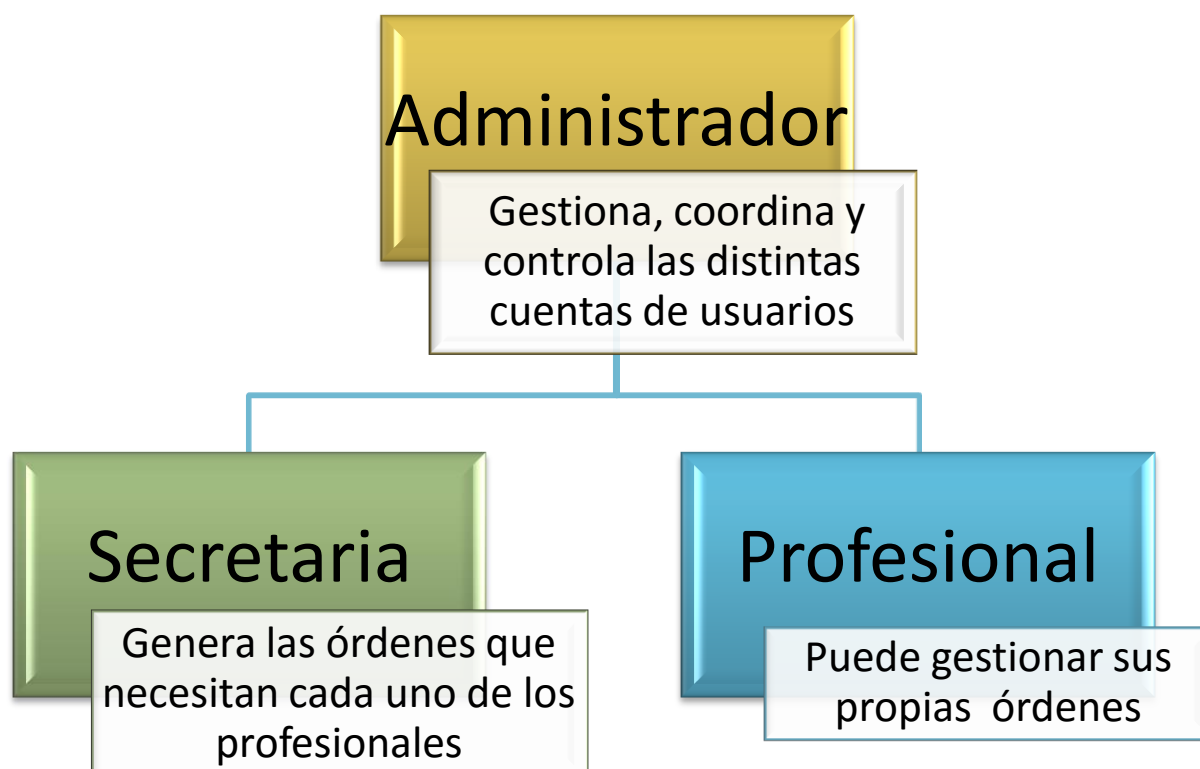 Administrador
Gestiona, coordina y
controla las distintas
cuentas de usuarios
Secretaria
Genera las órdenes que
necesitan cada uno de los
profesionales
Profesional
Puede gestionar sus
propias órdenes